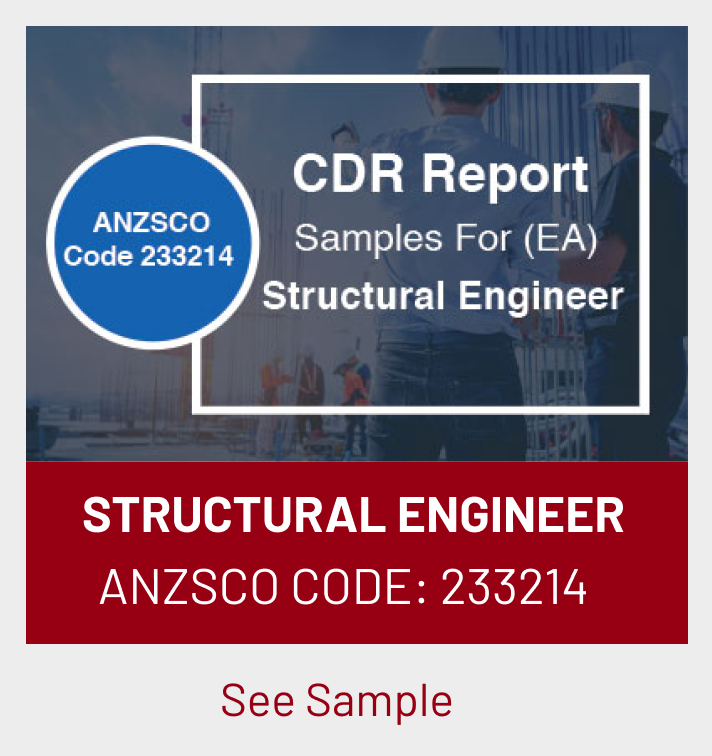 ANZSCO
Code 233214
CDR Report
Samples For (EA)
Structural Engineer
STRUCTURAL ENGINEER
ANZSCO CODE: 233214
See Sample